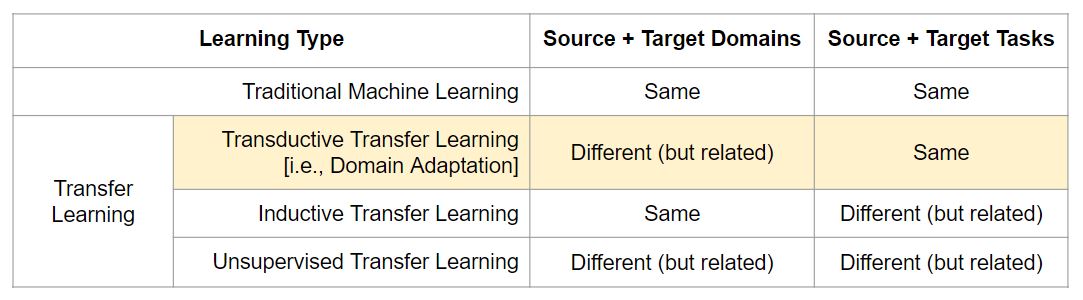 Learning Type
Source + Target Domains
Source + Target Tasks
Traditional Machine Learning
Same
Same
Transfer
Learning
Transductive Transfer Learning
[i.e., Domain Adaptation]
Different (but related)
Same
Inductive Transfer Learning
Same
Different (but related)
Unsupervised Transfer Learning
Different (but related)
Different (but related)